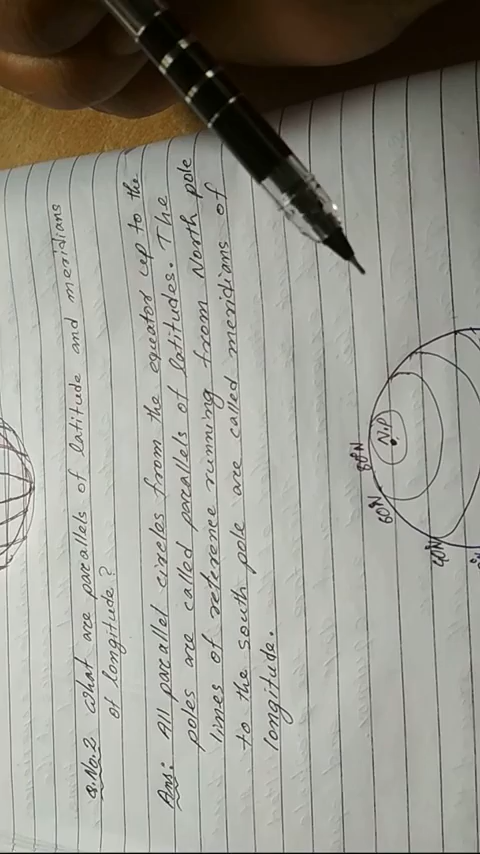 Q.No.2 What are parallels of latitude and meridians
of longitude?
Ans: All parallel circles from the equator up to the
poles are called parallels of latitudes. The
lines of reference running from North pole
to the south pole are called meridians of
longitude.
N.P
80°N
60°N
40°N